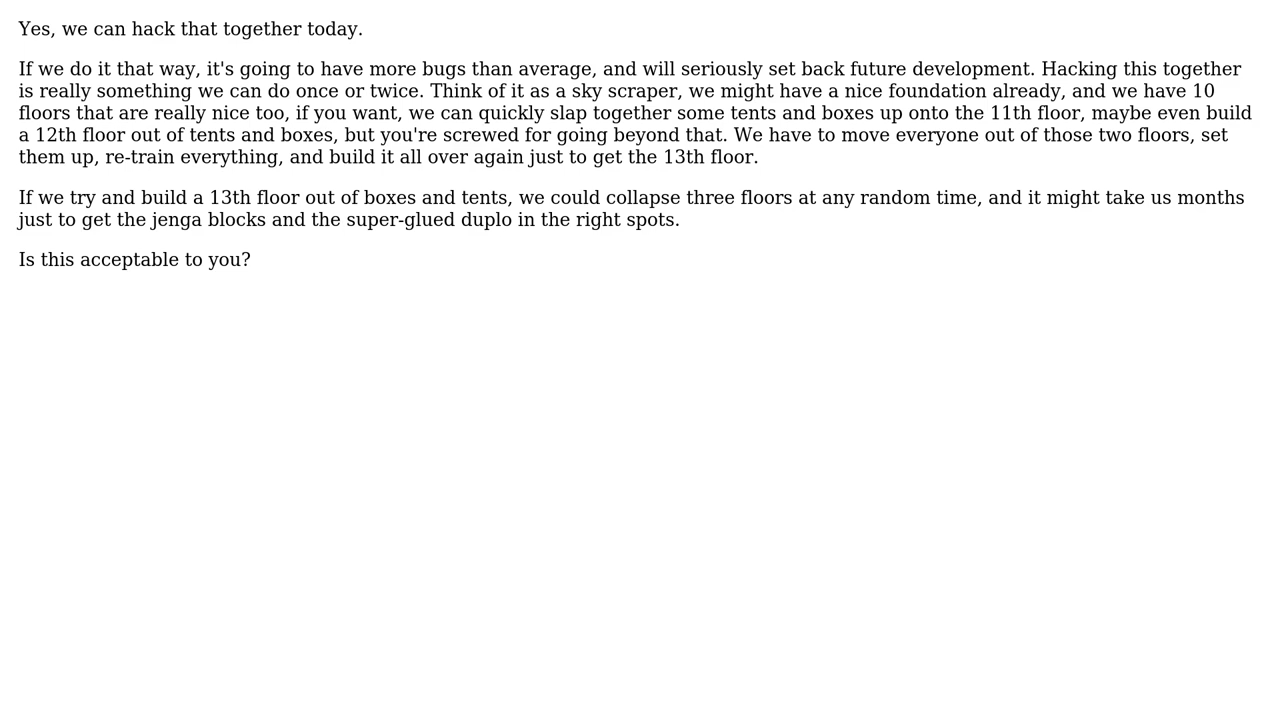 Yes, we can hack that together today.
If we do it that way, it's going to have more bugs than average, and will seriously set back future development. Hacking this together
is really something we can do once or twice. Think of it as a sky scraper, we might have a nice foundation already, and we have 10
floors that are really nice too, if you want, we can quickly slap together some tents and boxes up onto the 11th floor, maybe even build
a 12th floor out of tents and boxes, but you're screwed for going beyond that. We have to move everyone out of those two floors, set
them up, re-train everything, and build it all over again just to get the 13th floor.
If we try and build a 13th floor out of boxes and tents, we could collapse three floors at any random time, and it might take us months
just to get the jenga blocks and the super-glued duplo in the right spots.
Is this acceptable to you?